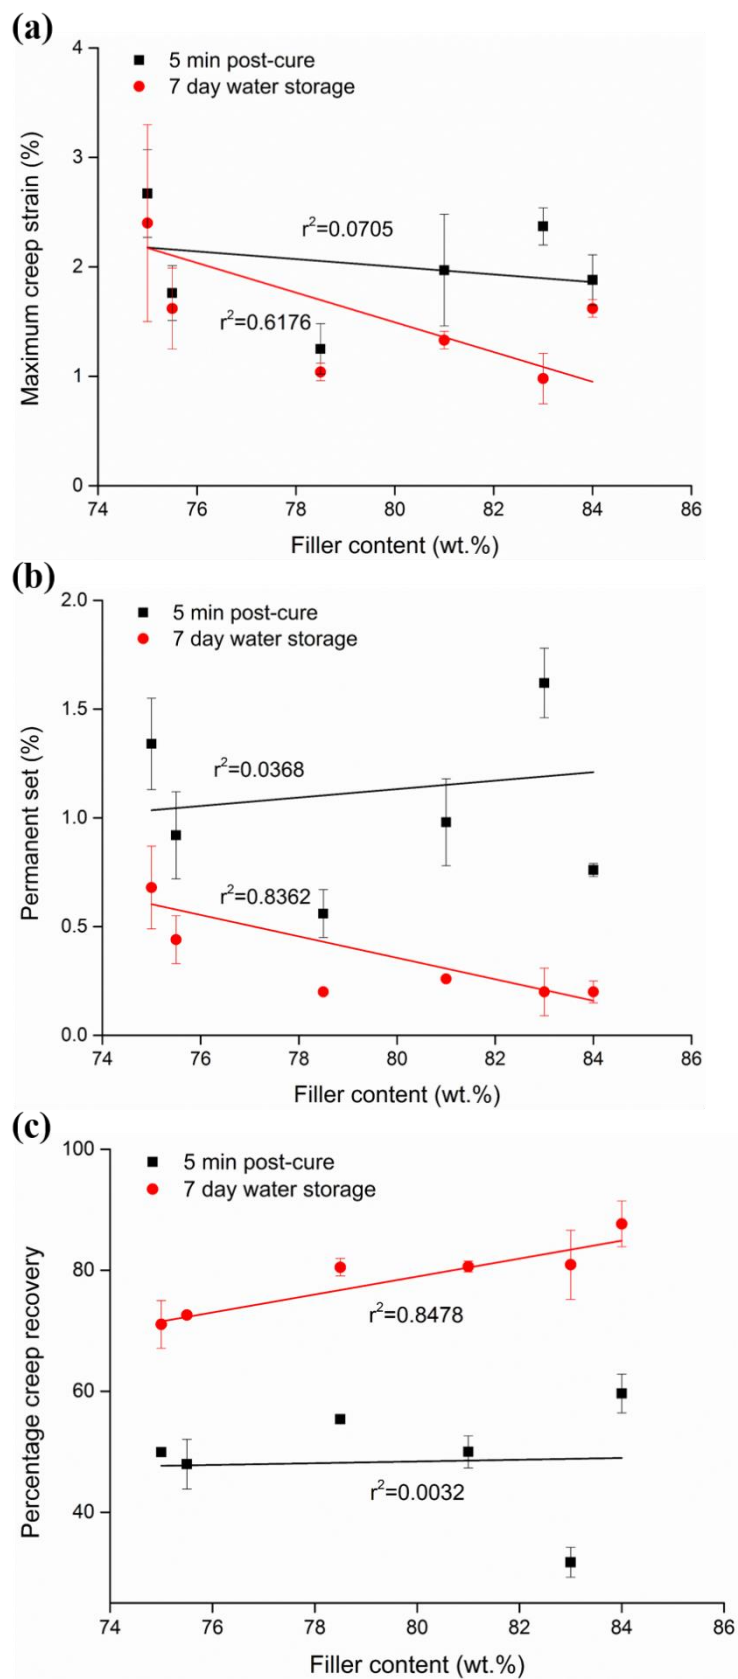 (a)
5 min post-cure
7 day water storage
4
3
2
1
0
Maximum creep strain (%)
r²=0.0705
r²=0.6176
74 76 78 80 82 84 86
Filler content (wt.%)
(b)
5 min post-cure
7 day water storage
2.0
1.5
1.0
0.5
0.0
Permanent set (%)
r²=0.0368
r²=0.8362
74 76 78 80 82 84 86
Filler content (wt.%)
(c)
5 min post-cure
7 day water storage
100
80
60
40
Percentage creep recovery
r²=0.8478
r²=0.0032
74 76 78 80 82 84 86
Filler content (wt.%)